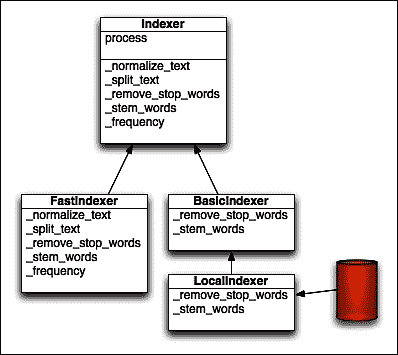 Indexer
process
_normalize_text
_split_text
_remove_stop_words
_stem_words
_frequency
FastIndexer
_normalize_text
_split_text
_remove_stop_words
_stem_words
_frequency
BasicIndexer
_remove_stop_words
_stem_words
LocalIndexer
_remove_stop_words
_stem_words